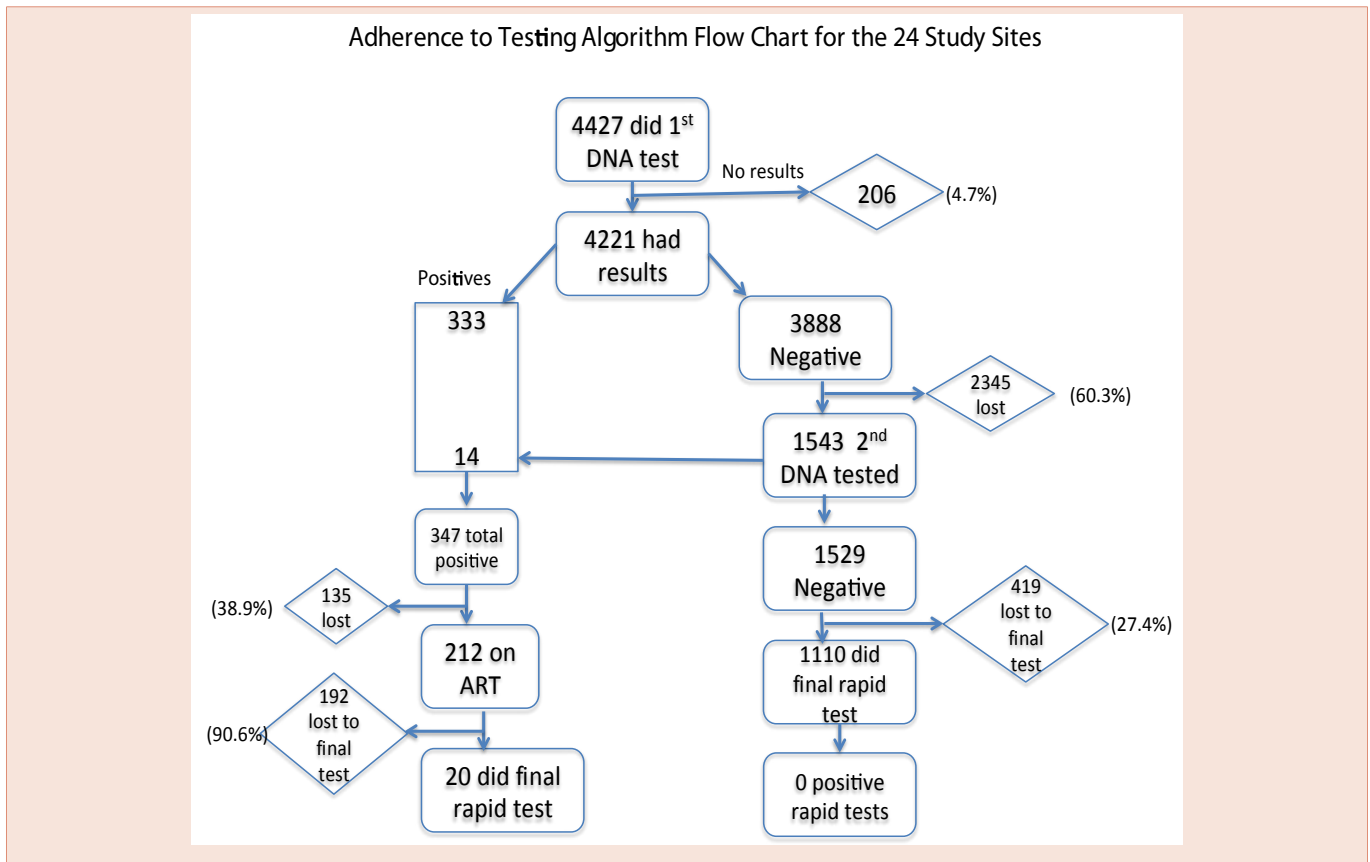 Adherence to Testing Algorithm Flow Chart for the 24 Study Sites
4427 did 1st
DNA test
No results
206
(4.7%)
4221 had
results
Positives
333
14
3888
Negative
2345
lost
(60.3%)
1543 2nd
DNA tested
347 total
positive
1529
Negative
135
lost
(38.9%)
419
lost to
final
test
(27.4%)
212 on
ART
1110 did
final rapid
test
192
lost to
final
test
(90.6%)
20 did final
rapid test
0 positive
rapid tests